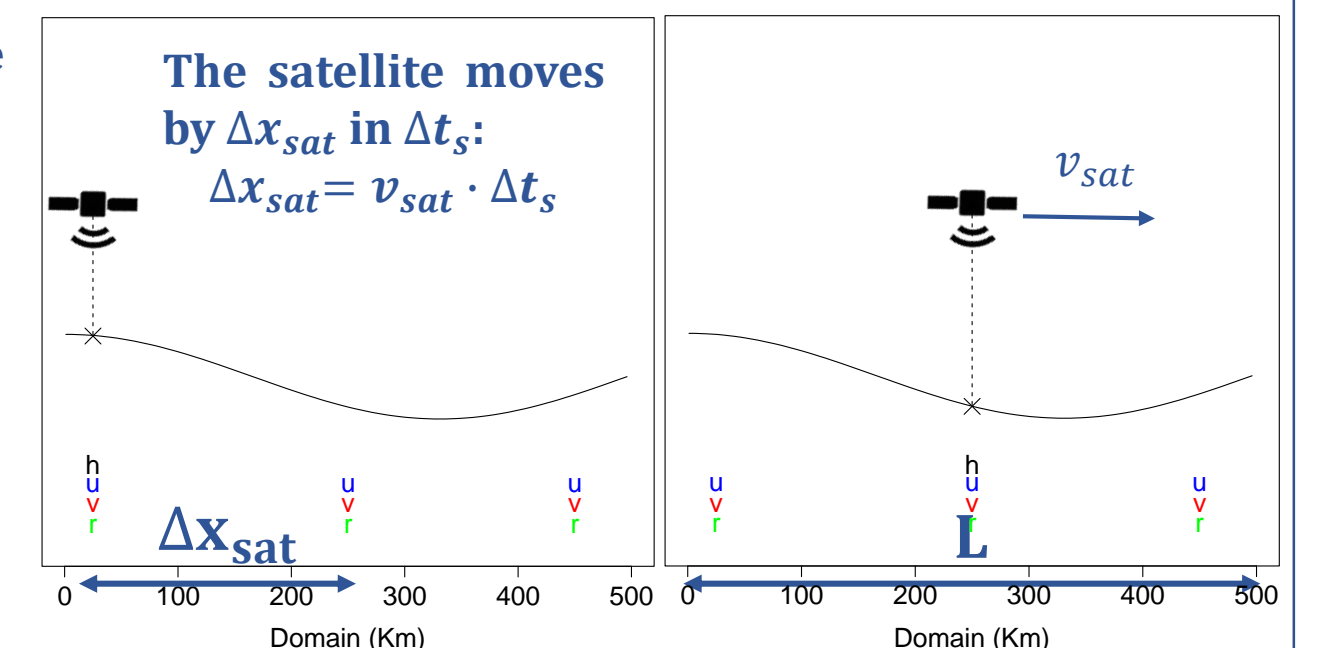 e
The satellite moves
by Δx_sat in Δt_s:
Δx_sat = v_sat · Δt_s
h
u u u
v v v
r r r
Δx_sat
0 100 200 300 400 500
Domain (Km)
v_sat
h
u u u
v v v
r r r
L
0 100 200 300 400 500
Domain (Km)